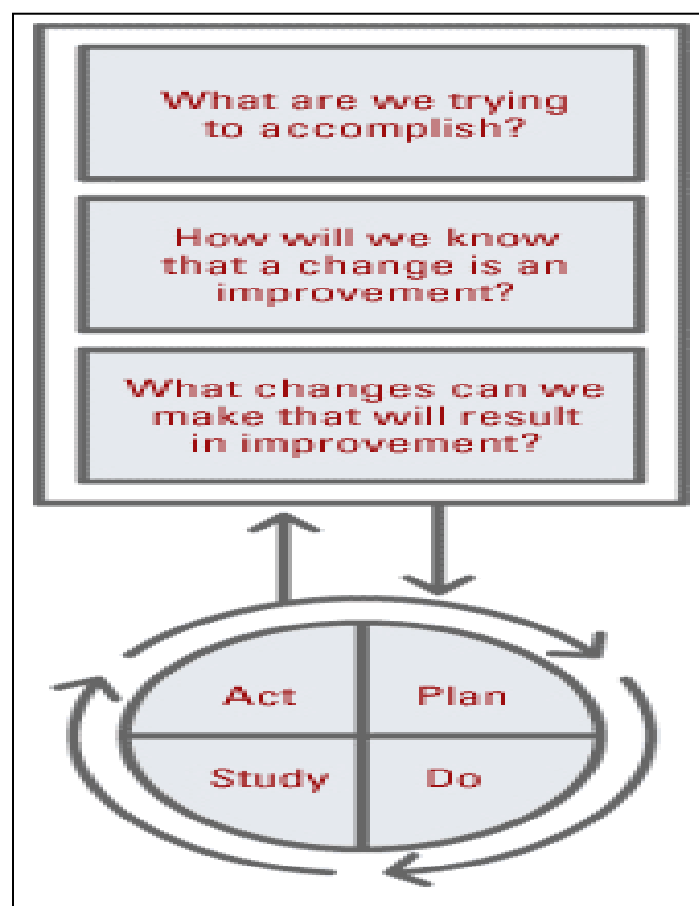 What are we trying
to accomplish?
How will we know
that a change is an
improvement?
What changes can we
make that will result
in improvement?
Act
Plan
Study
Do